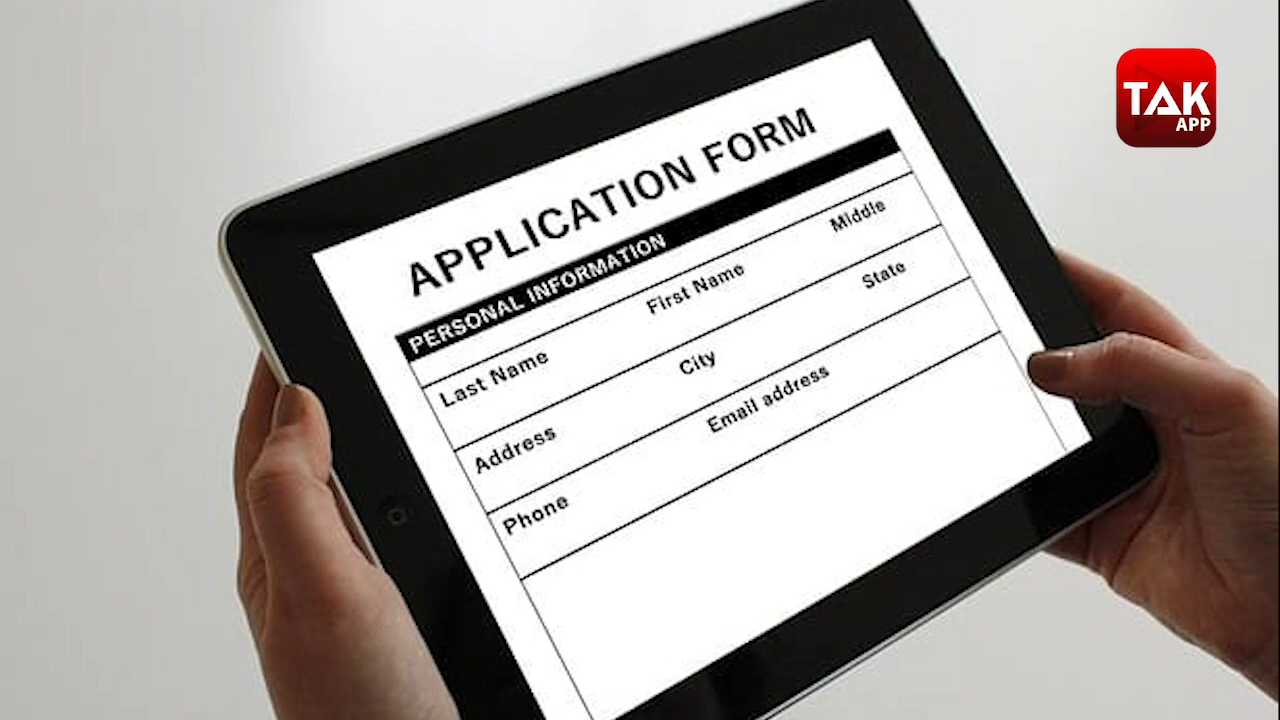 TAK
APP
APPLICATION FORM
PERSONAL INFORMATION
Last Name First Name Middle
Address City State
Phone Email address